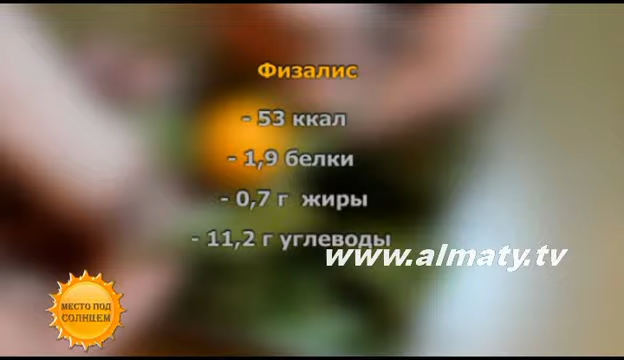 Физалис
- 53 ккал
- 1,9 белки
- 0,7 г жиры
- 11,2 г углеводы
www.almaty.tv
МЕСТО ПОД
СОЛНЦЕМ